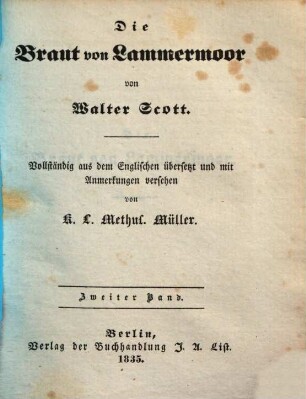 Die
Braut von Lammermoor
von
Walter Scott.
Vollständig aus dem Englischen übersetzt und mit
Anmerkungen versehen
von
K. L. Methus. Müller.
Zweiter Band.
Berlin,
Verlag der Buchhandlung J. A. List.
1835.